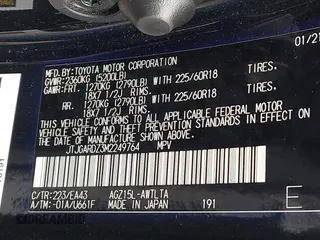 01/21
MFD.BY:TOYOTA MOTOR CORPORATION
GVWR:2360KG (5200LB)
GAWR:FRT. 1270KG (2790LB) WITH 225/60R18 TIRES.
18X7 1/2J RIMS.
RR. 1270KG (2790LB) WITH 225/60R18 TIRES.
18X7 1/2J RIMS.
THIS VEHICLE CONFORMS TO ALL APPLICABLE FEDERAL MOTOR
VEHICLE SAFETY AND THEFT PREVENTION STANDARDS IN EFFECT ON
THE DATE OF MANUFACTURE SHOWN ABOVE.
JTJGARDZ3M2249764 MPV
C/TR:223/EA43 AGZ15L-AWTLTA
A/TM:-01A/U661F MADE IN JAPAN 191
E